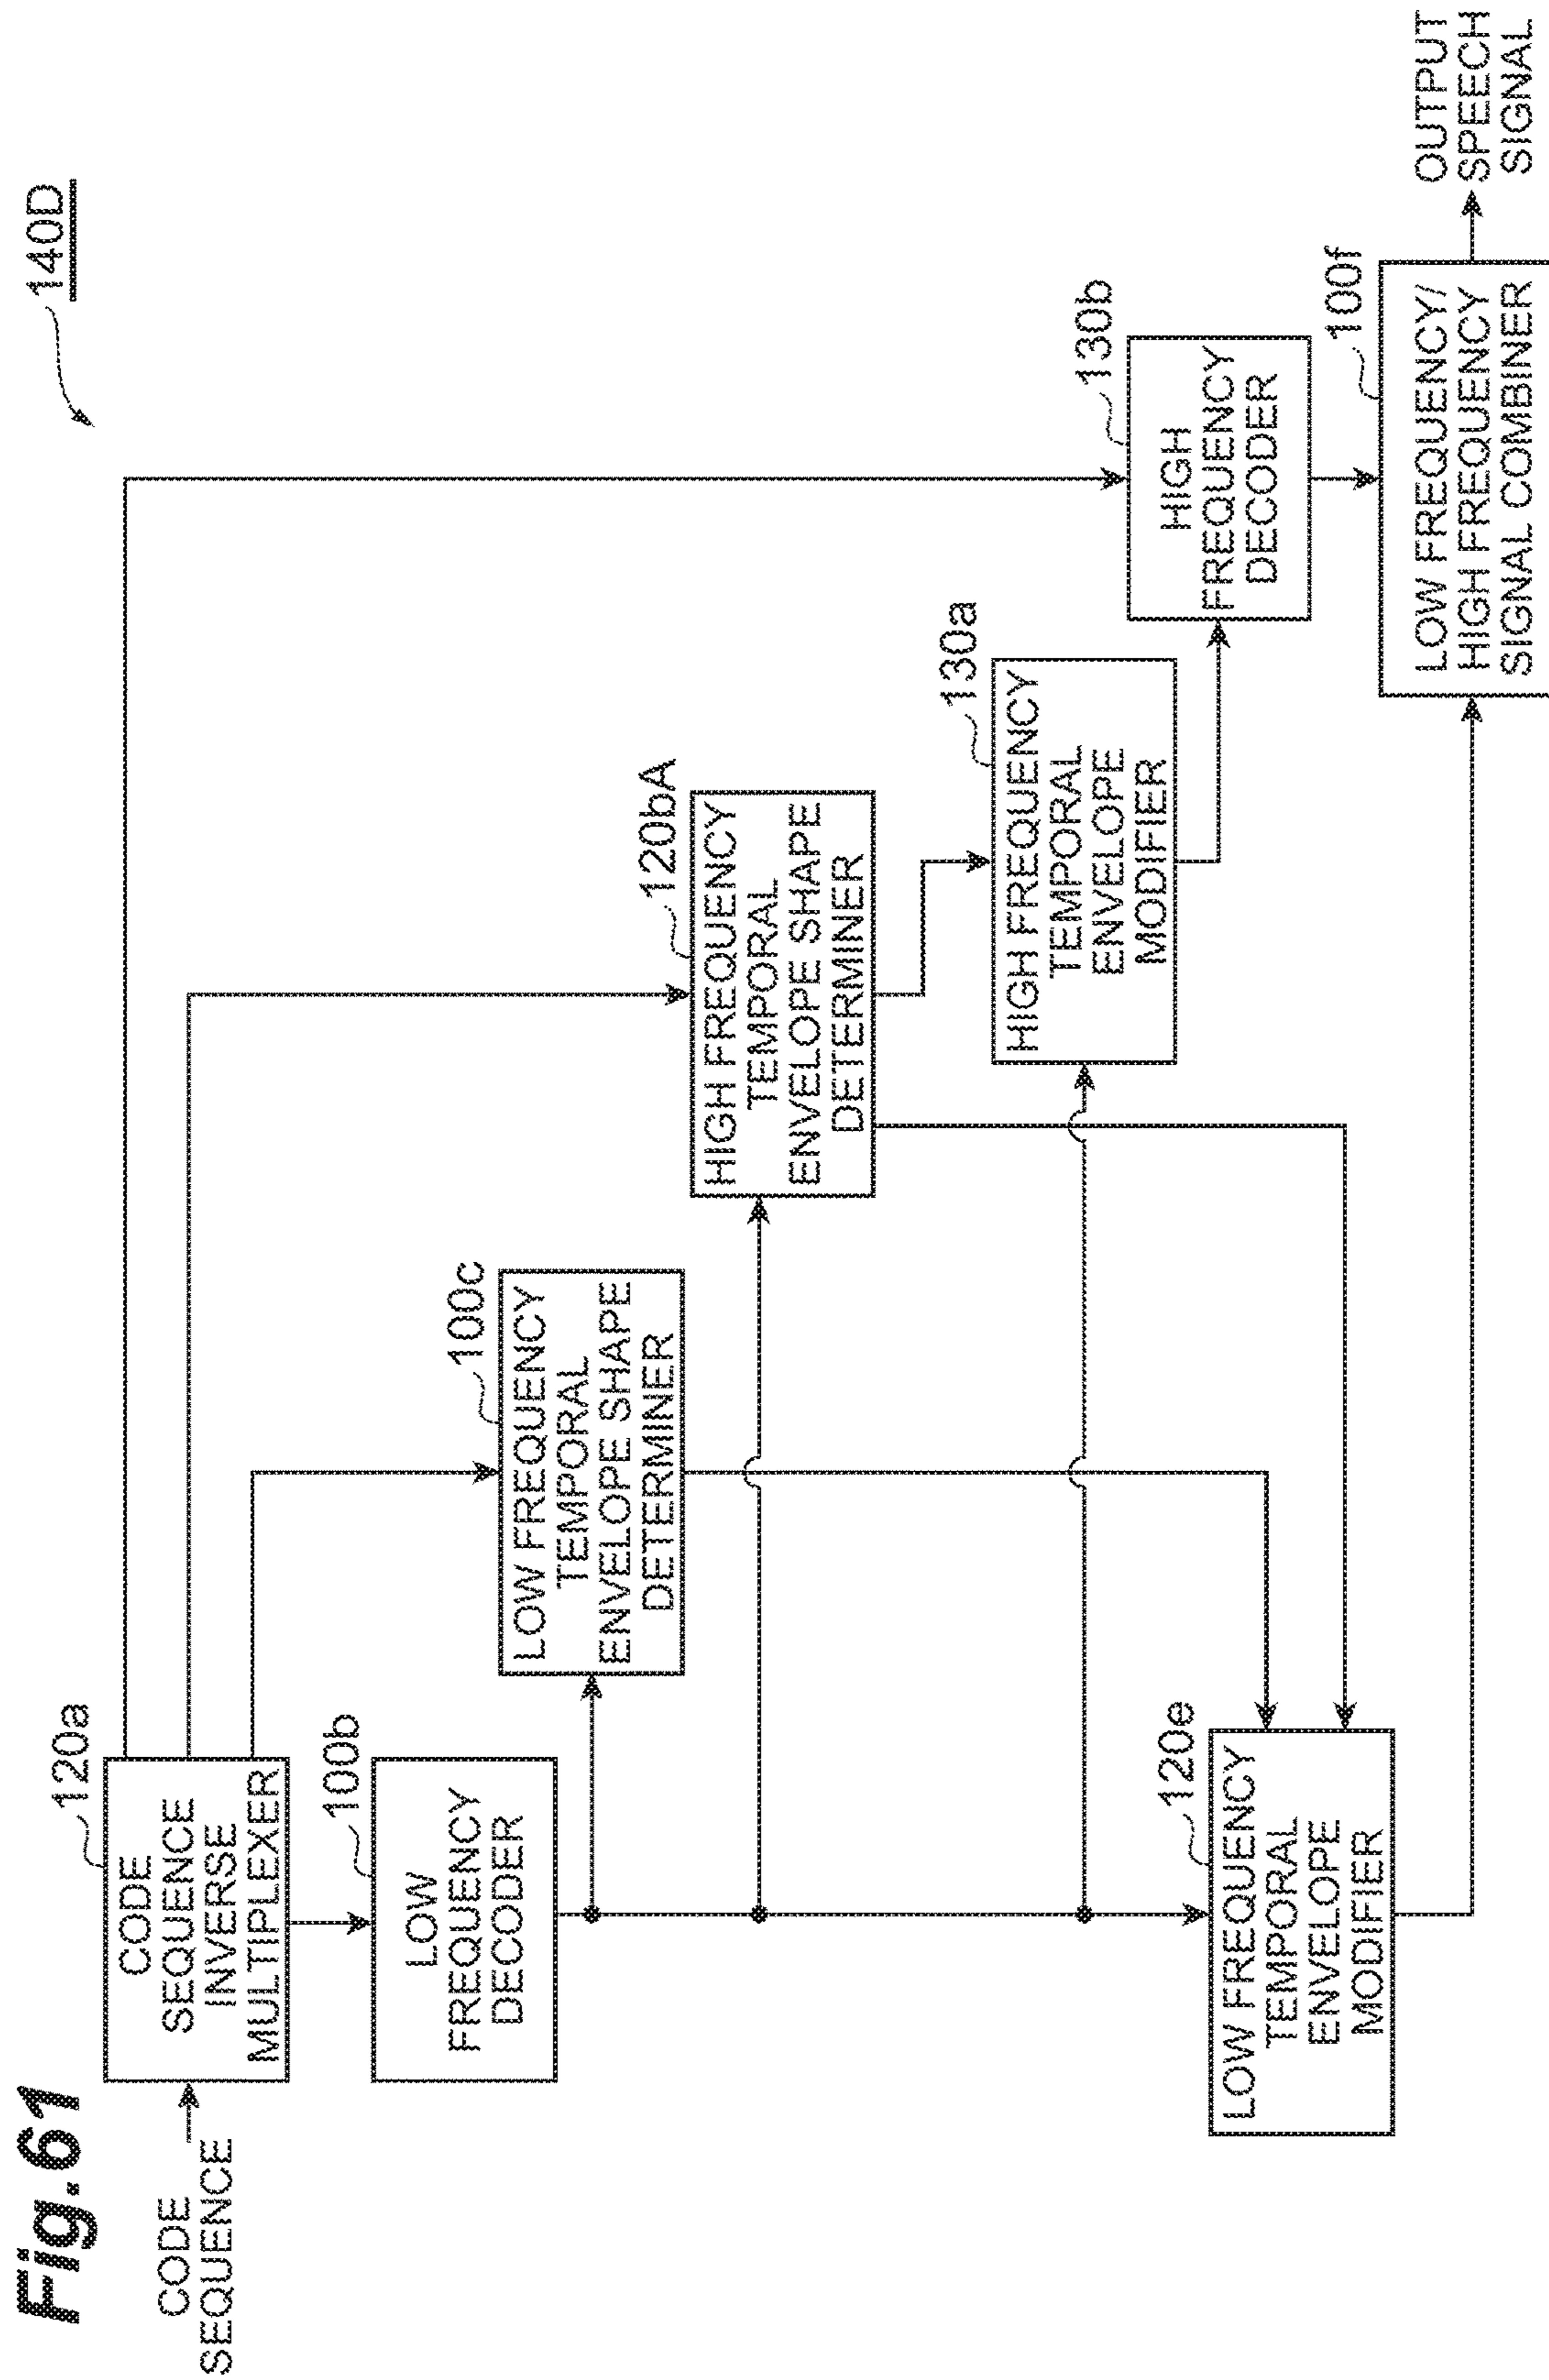 Fig.61
140D
CODE
SEQUENCE
120a
CODE
SEQUENCE
INVERSE
MULTIPLEXER
100b
LOW
FREQUENCY
DECODER
100c
LOW FREQUENCY
TEMPORAL
ENVELOPE SHAPE
DETERMINER
120bA
HIGH FREQUENCY
TEMPORAL
ENVELOPE SHAPE
DETERMINER
130a
HIGH FREQUENCY
TEMPORAL
ENVELOPE
MODIFIER
130b
HIGH
FREQUENCY
DECODER
120e
LOW FREQUENCY
TEMPORAL
ENVELOPE
MODIFIER
100f
LOW FREQUENCY/
HIGH FREQUENCY
SIGNAL COMBINER
OUTPUT
SPEECH
SIGNAL